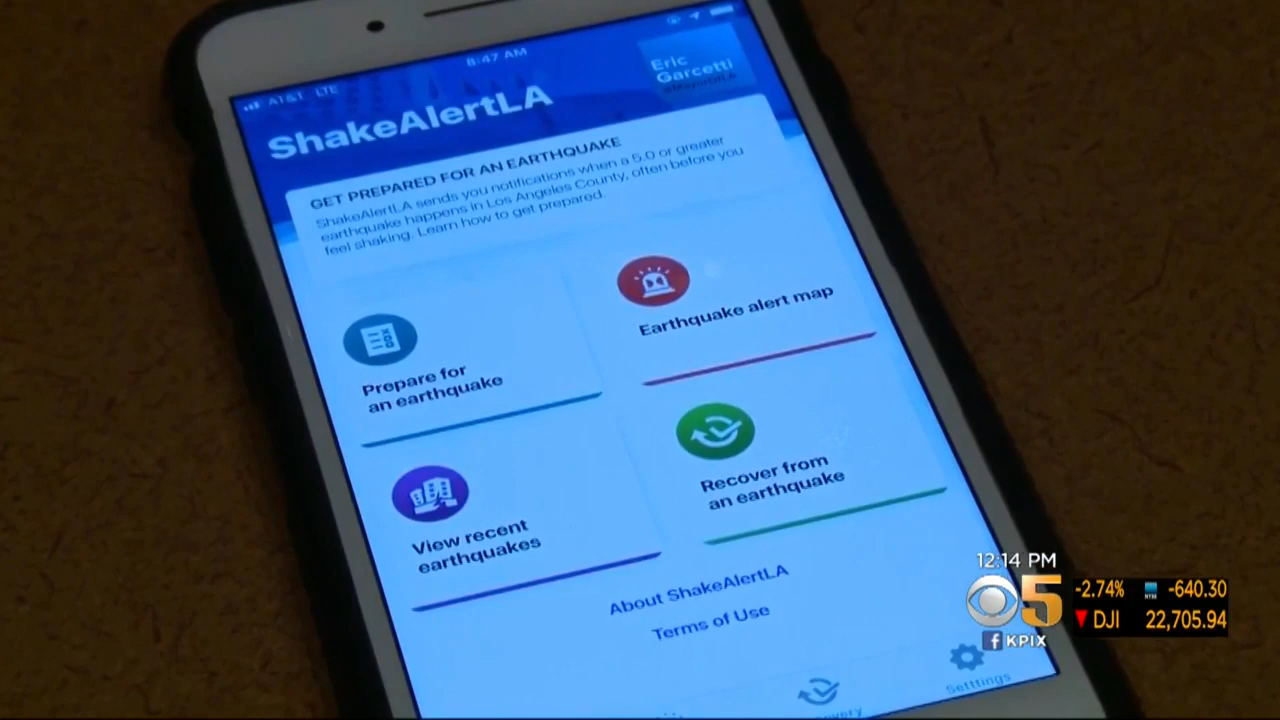 8:47 AM
AT&T LTE
Eric
Garcetti
ShakeAlertLA
GET PREPARED FOR AN EARTHQUAKE
ShakeAlertLA sends you notifications when a 5.0 or greater
earthquake happens in Los Angeles County, often before you
feel shaking. Learn how to get prepared.
Earthquake alert map
Prepare for
an earthquake
Recover from
an earthquake
View recent
earthquakes
About ShakeAlertLA
Terms of Use
Setttings
12:14 PM
5
KPIX
-2.74% -640.30
DJI 22,705.94